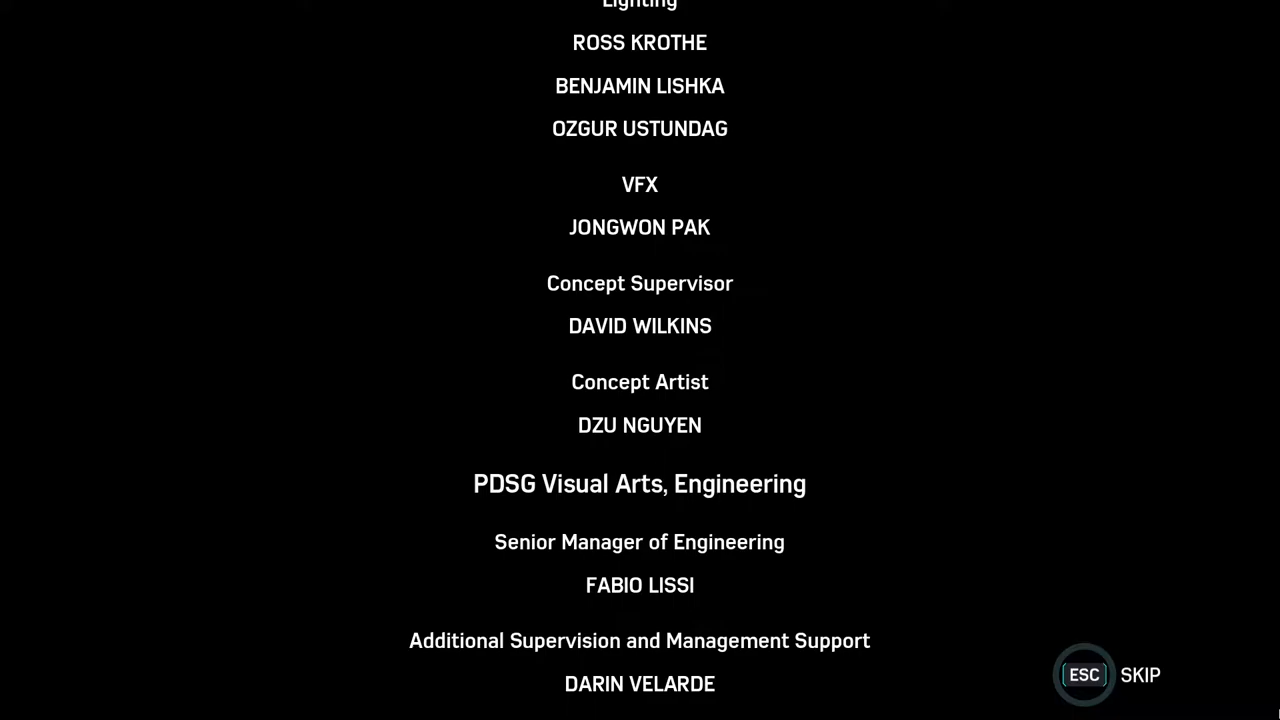 Lighting
ROSS KROTHE
BENJAMIN LISHKA
OZGUR USTUNDAG
VFX
JONGWON PAK
Concept Supervisor
DAVID WILKINS
Concept Artist
DZU NGUYEN
PDSG Visual Arts, Engineering
Senior Manager of Engineering
FABIO LISSI
Additional Supervision and Management Support
DARIN VELARDE
ESC SKIP